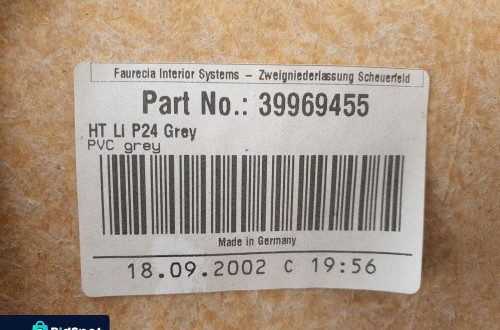 Faurecia Interior Systems – Zweigniederlassung Scheuerfeld
Part No.: 39969455
HT Li P24 Grey
PVC grey
Made in Germany
18.09.2002 C 19:56